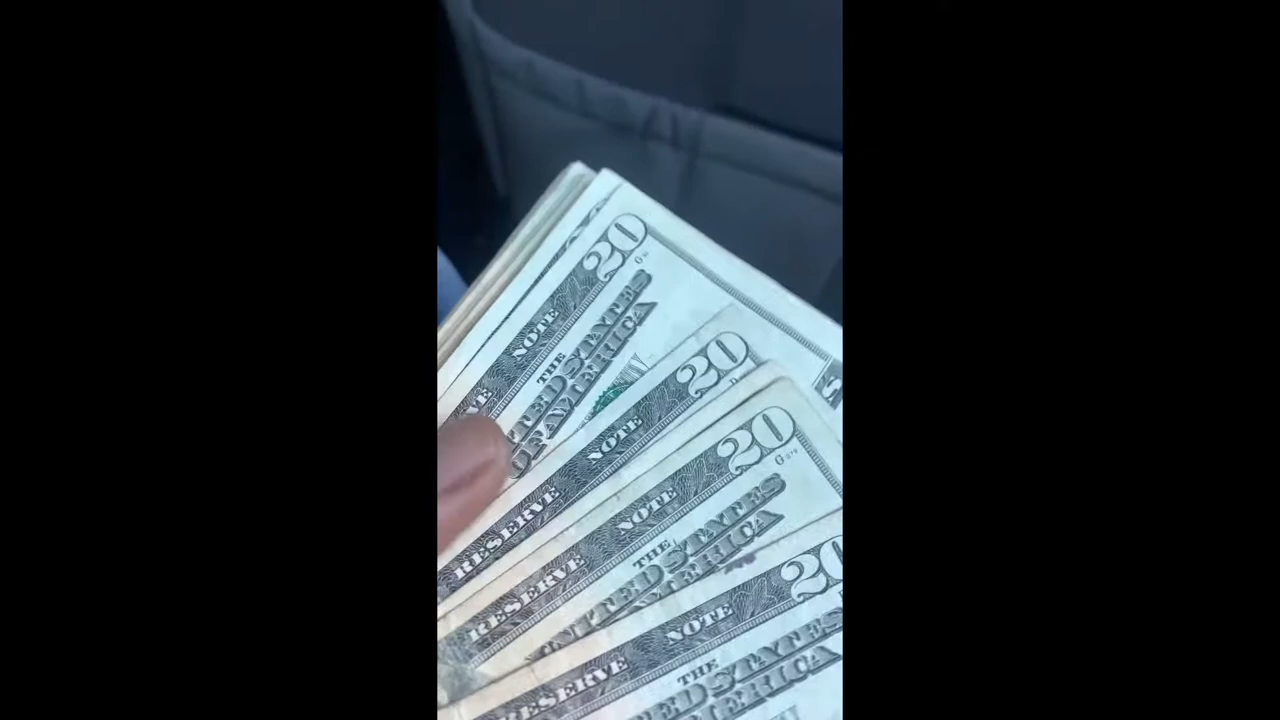 20
NOTE
THE
UNITED STATES
OF AMERICA
20
RESERVE NOTE
20
RESERVE NOTE
THE
UNITED STATES
AMERICA
20
RESERVE NOTE
THE
UNITED STATES
AMERICA